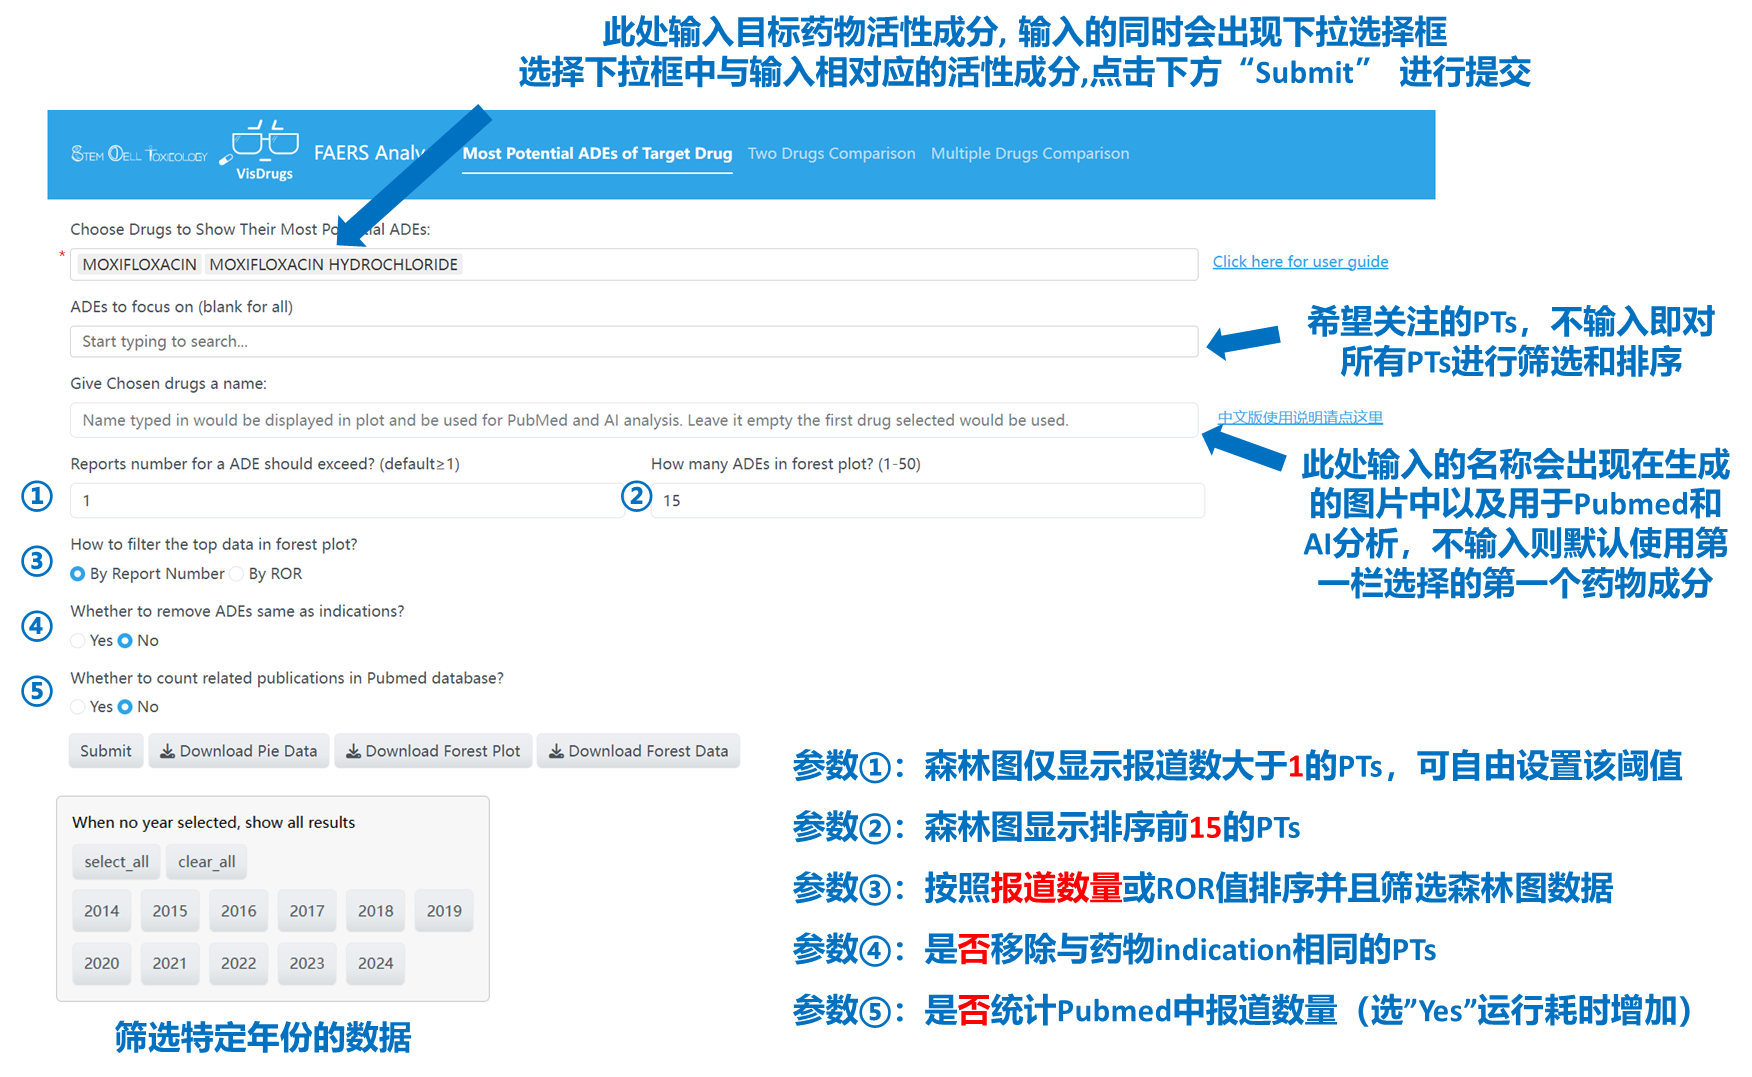 此处输入目标药物活性成分, 输入的同时会出现下拉选择框
选择下拉框中与输入相对应的活性成分,点击下方“Submit” 进行提交
STEM CELL TOXICOLOGY
VisDrugs
FAERS Analy
Most Potential ADEs of Target Drug
Two Drugs Comparison
Multiple Drugs Comparison
Choose Drugs to Show Their Most Potential ADEs:
* MOXIFLOXACIN MOXIFLOXACIN HYDROCHLORIDE
Click here for user guide
ADEs to focus on (blank for all)
Start typing to search...
希望关注的PTs，不输入即对
所有PTs进行筛选和排序
Give Chosen drugs a name:
Name typed in would be displayed in plot and be used for PubMed and AI analysis. Leave it empty the first drug selected would be used.
中文版使用说明请点这里
此处输入的名称会出现在生成
的图片中以及用于Pubmed和
AI分析，不输入则默认使用第
一栏选择的第一个药物成分
Reports number for a ADE should exceed? (default≥1)
How many ADEs in forest plot? (1-50)
① 1
② 15
How to filter the top data in forest plot?
③ By Report Number By ROR
Whether to remove ADEs same as indications?
④ Yes No
Whether to count related publications in Pubmed database?
⑤ Yes No
Submit Download Pie Data Download Forest Plot Download Forest Data
When no year selected, show all results
select_all clear_all
2014 2015 2016 2017 2018 2019
2020 2021 2022 2023 2024
筛选特定年份的数据
参数①：森林图仅显示报道数大于1的PTs，可自由设置该阈值
参数②：森林图显示排序前15的PTs
参数③：按照报道数量或ROR值排序并且筛选森林图数据
参数④：是否移除与药物indication相同的PTs
参数⑤：是否统计Pubmed中报道数量（选”Yes”运行耗时增加）